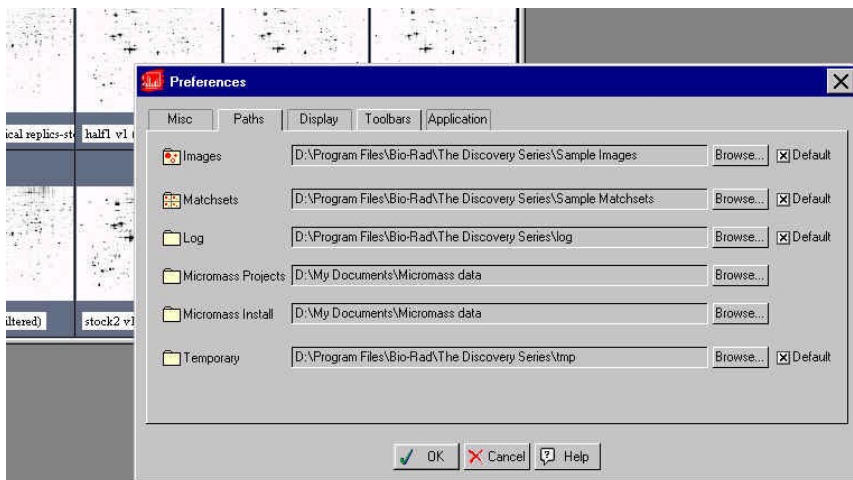 Preferences
Misc Paths Display Toolbars Application
ical replics-st half1 v1 (
Images D:\Program Files\Bio-Rad\The Discovery Series\Sample Images Browse... Default
Matchsets D:\Program Files\Bio-Rad\The Discovery Series\Sample Matchsets Browse... Default
Log D:\Program Files\Bio-Rad\The Discovery Series\log Browse... Default
Micromass Projects D:\My Documents\Micromass data Browse...
Micromass Install D:\My Documents\Micromass data Browse...
iltered) stock2 v1
Temporary D:\Program Files\Bio-Rad\The Discovery Series\tmp Browse... Default
OK Cancel Help